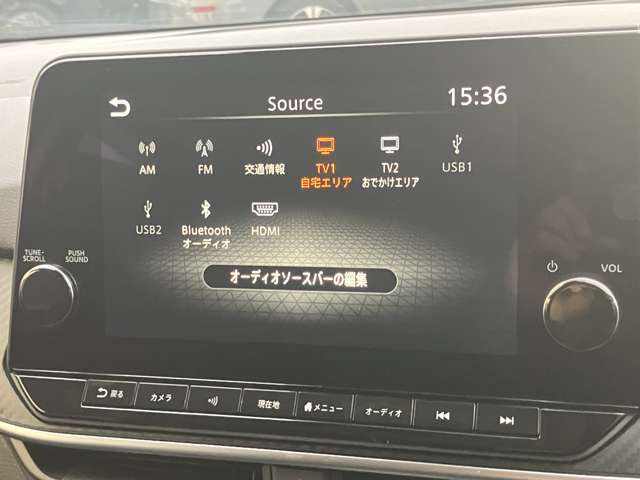 Source
15:36
AM
FM
交通情報
TV1
自宅エリア
TV2
おでかけエリア
USB1
USB2
Bluetooth
オーディオ
HDMI
オーディオソースバーの編集
TUNE·
SCROLL
PUSH
SOUND
VOL
戻る
カメラ
現在地
メニュー
オーディオ